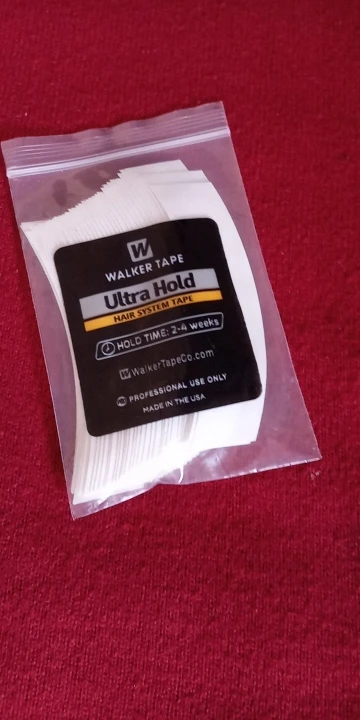 W
WALKER TAPE
Ultra Hold
HAIR SYSTEM TAPE
HOLD TIME: 2-4 weeks
W WalkerTapeCo.com
PROFESSIONAL USE ONLY
MADE IN THE USA